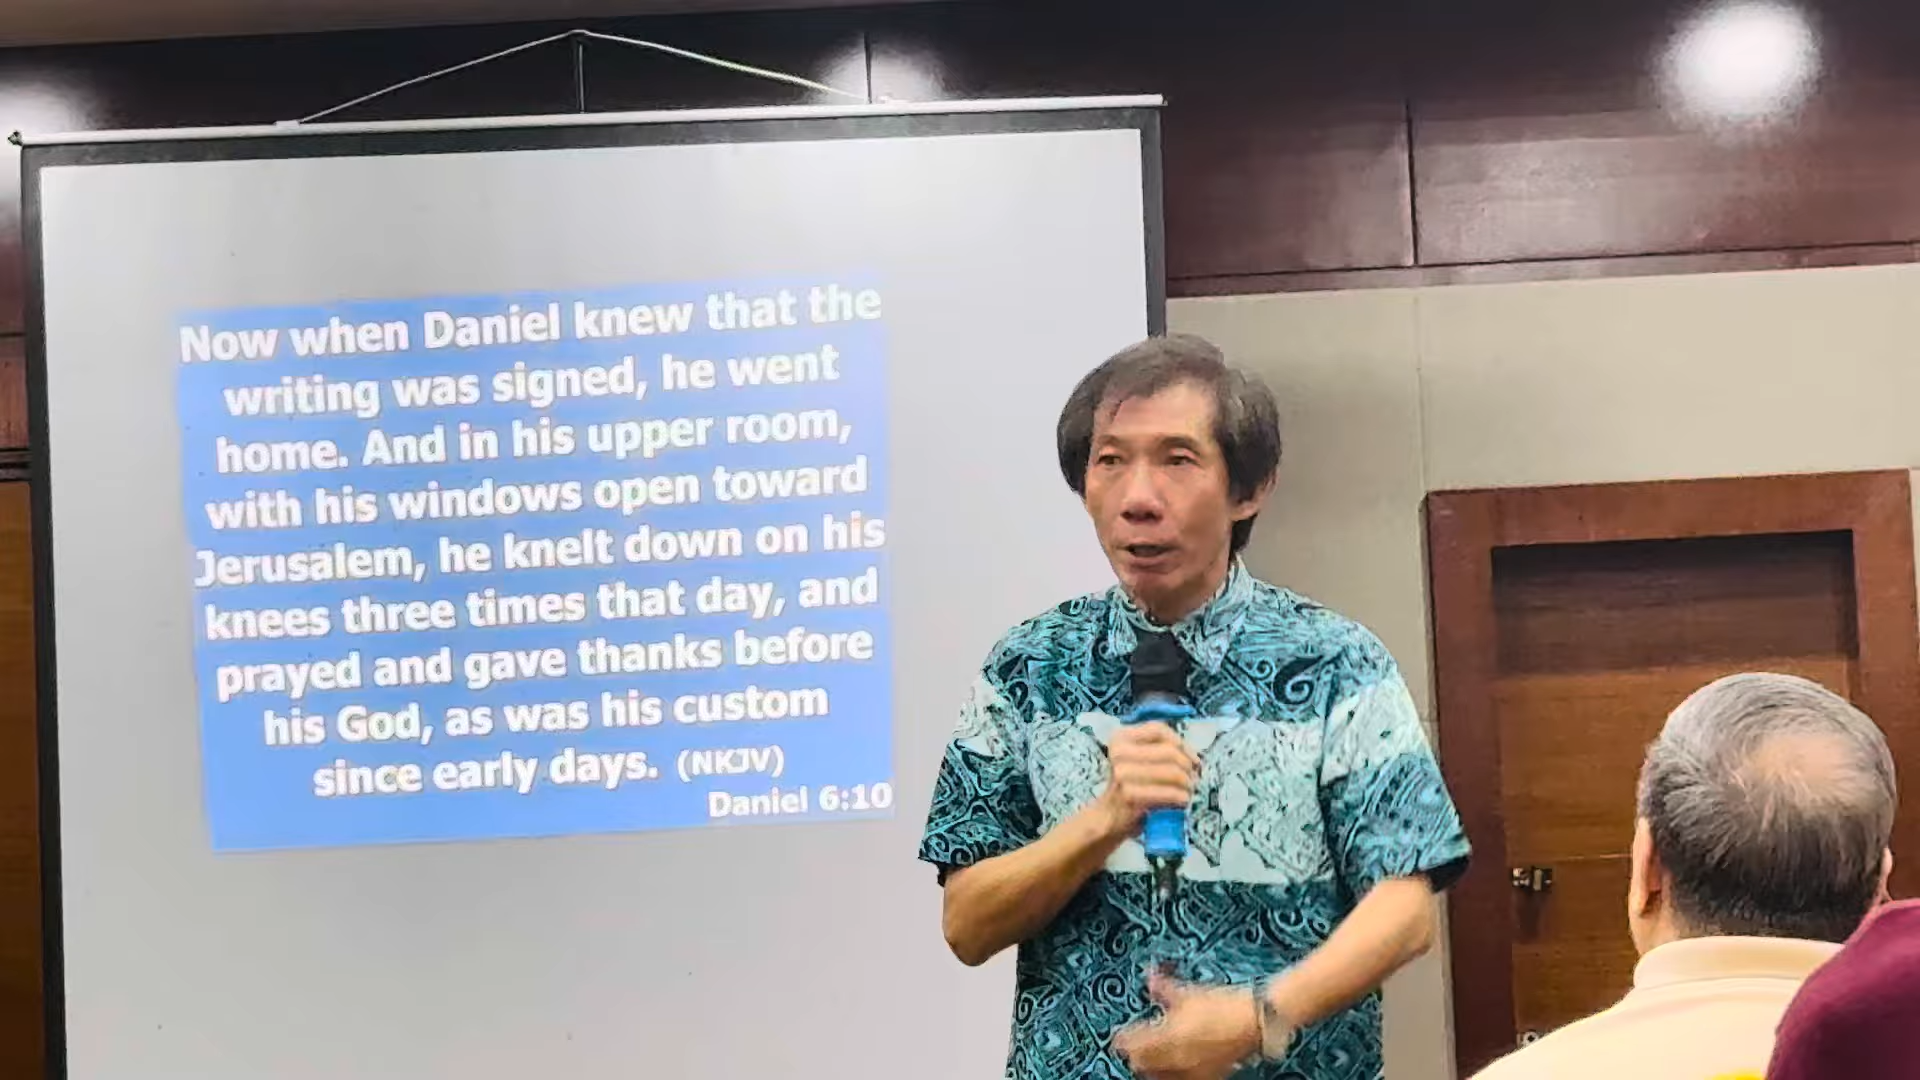 Now when Daniel knew that the
writing was signed, he went
home. And in his upper room,
with his windows open toward
Jerusalem, he knelt down on his
knees three times that day, and
prayed and gave thanks before
his God, as was his custom
since early days. (NKJV)
Daniel 6:10